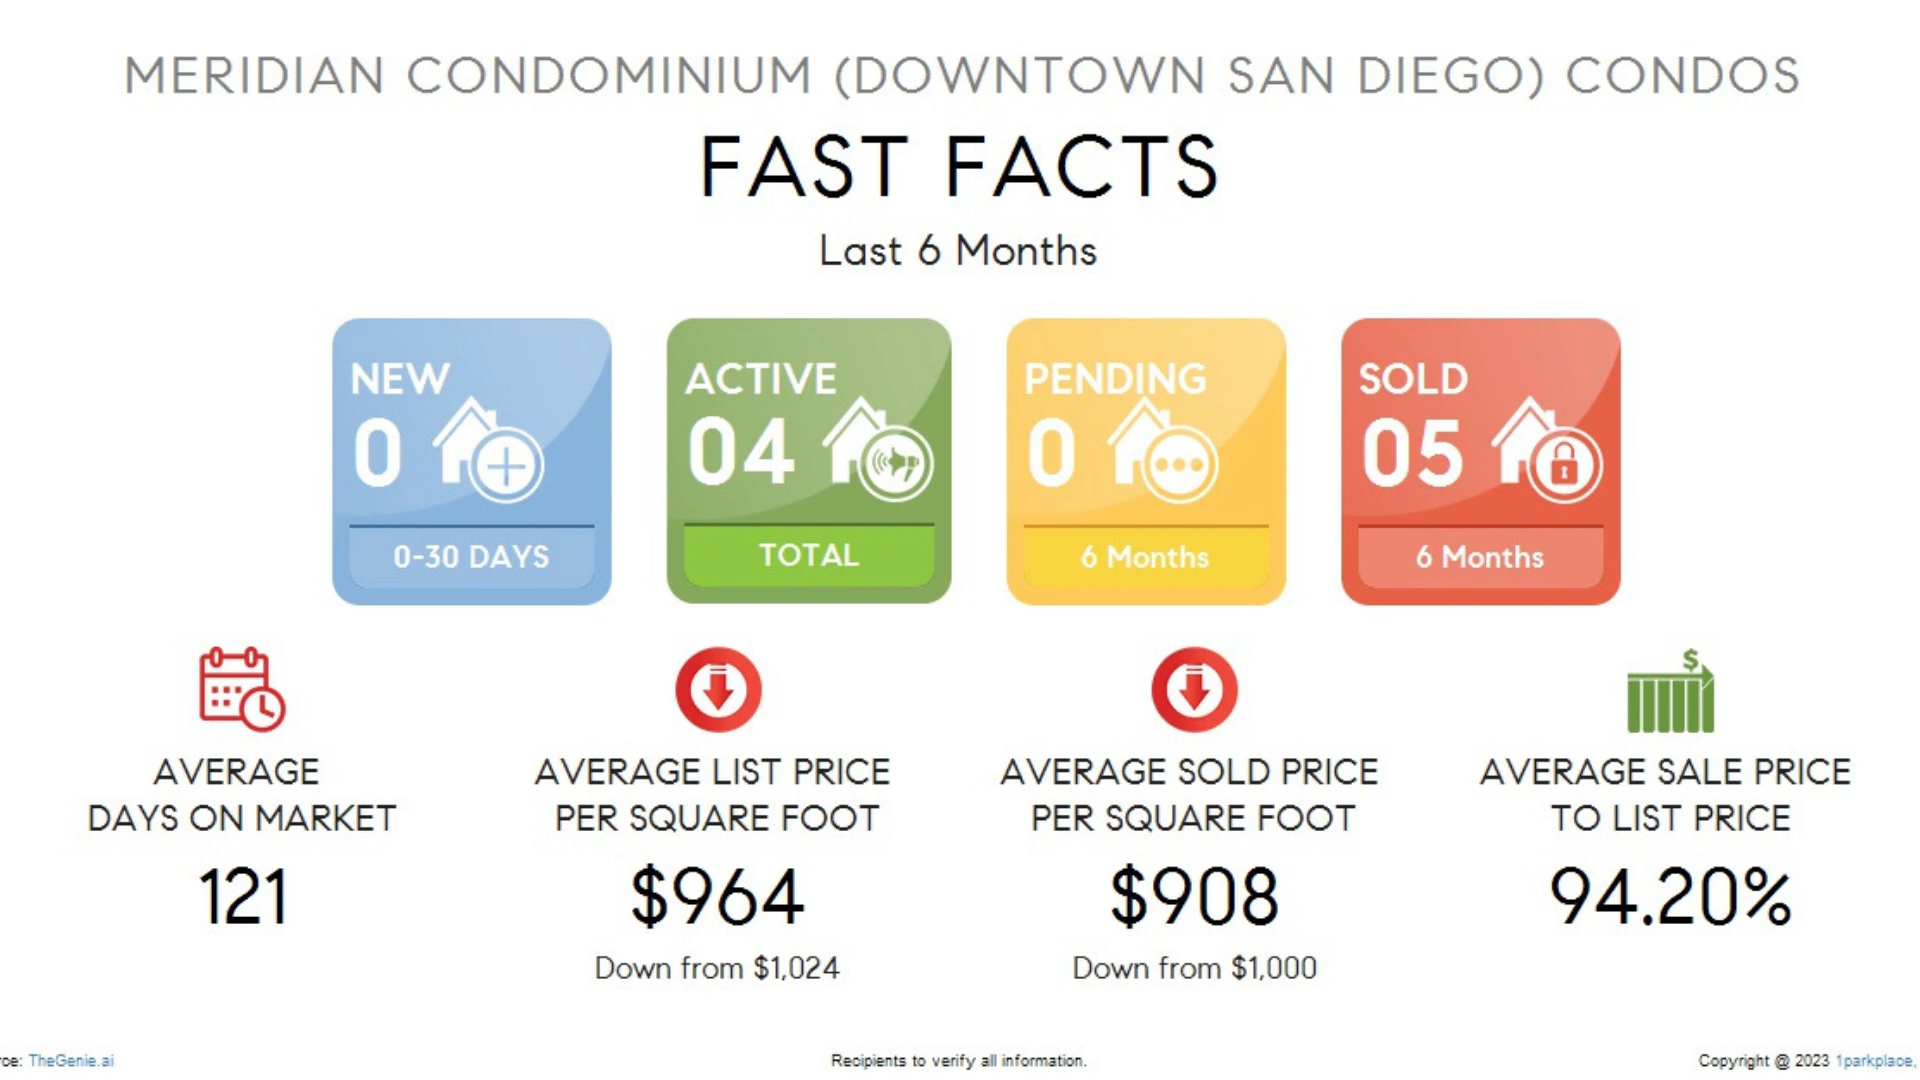 MERIDIAN CONDOMINIUM (DOWNTOWN SAN DIEGO) CONDOS
FAST FACTS
Last 6 Months
NEW
0
0-30 DAYS
ACTIVE
04
TOTAL
PENDING
0
6 Months
SOLD
05
6 Months
AVERAGE
DAYS ON MARKET
121
AVERAGE LIST PRICE
PER SQUARE FOOT
$964
Down from $1,024
AVERAGE SOLD PRICE
PER SQUARE FOOT
$908
Down from $1,000
$
AVERAGE SALE PRICE
TO LIST PRICE
94.20%
rce: TheGenie.ai
Recipients to verify all information.
Copyright @ 2023 1parkplace,